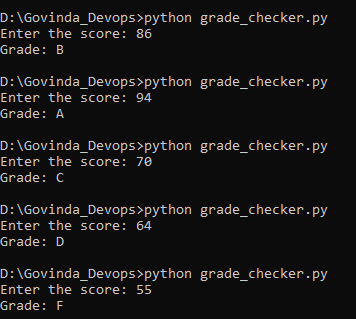 D:\Govinda_Devops>python grade_checker.py
Enter the score: 86
Grade: B
D:\Govinda_Devops>python grade_checker.py
Enter the score: 94
Grade: A
D:\Govinda_Devops>python grade_checker.py
Enter the score: 70
Grade: C
D:\Govinda_Devops>python grade_checker.py
Enter the score: 64
Grade: D
D:\Govinda_Devops>python grade_checker.py
Enter the score: 55
Grade: F